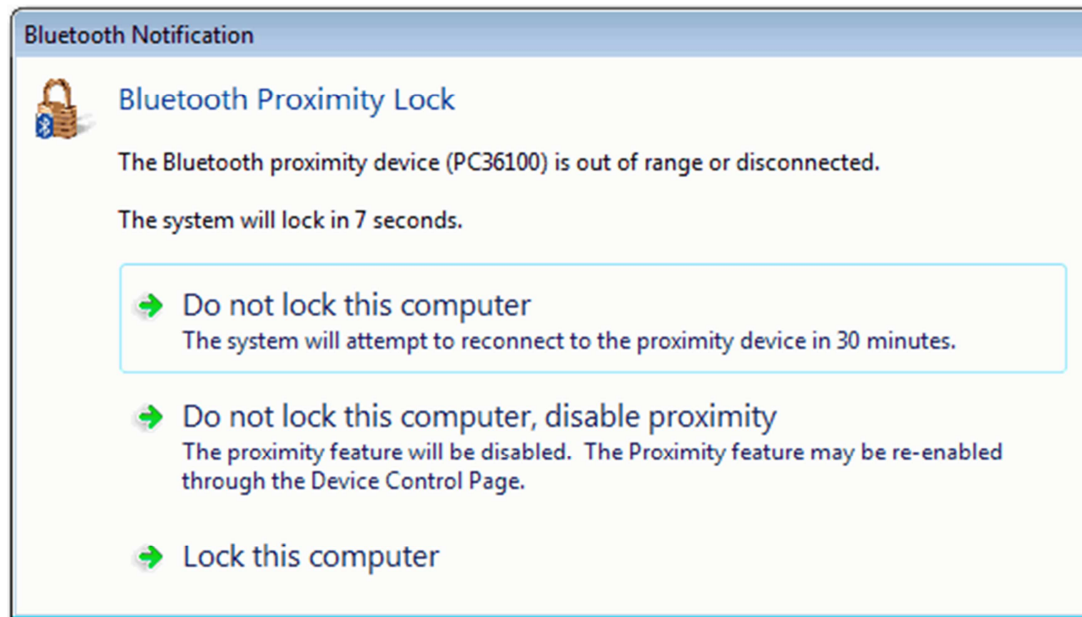 Bluetooth Notification
Bluetooth Proximity Lock
The Bluetooth proximity device (PC36100) is out of range or disconnected.
The system will lock in 7 seconds.
Do not lock this computer
The system will attempt to reconnect to the proximity device in 30 minutes.
Do not lock this computer, disable proximity
The proximity feature will be disabled.  The Proximity feature may be re-enabled
through the Device Control Page.
Lock this computer